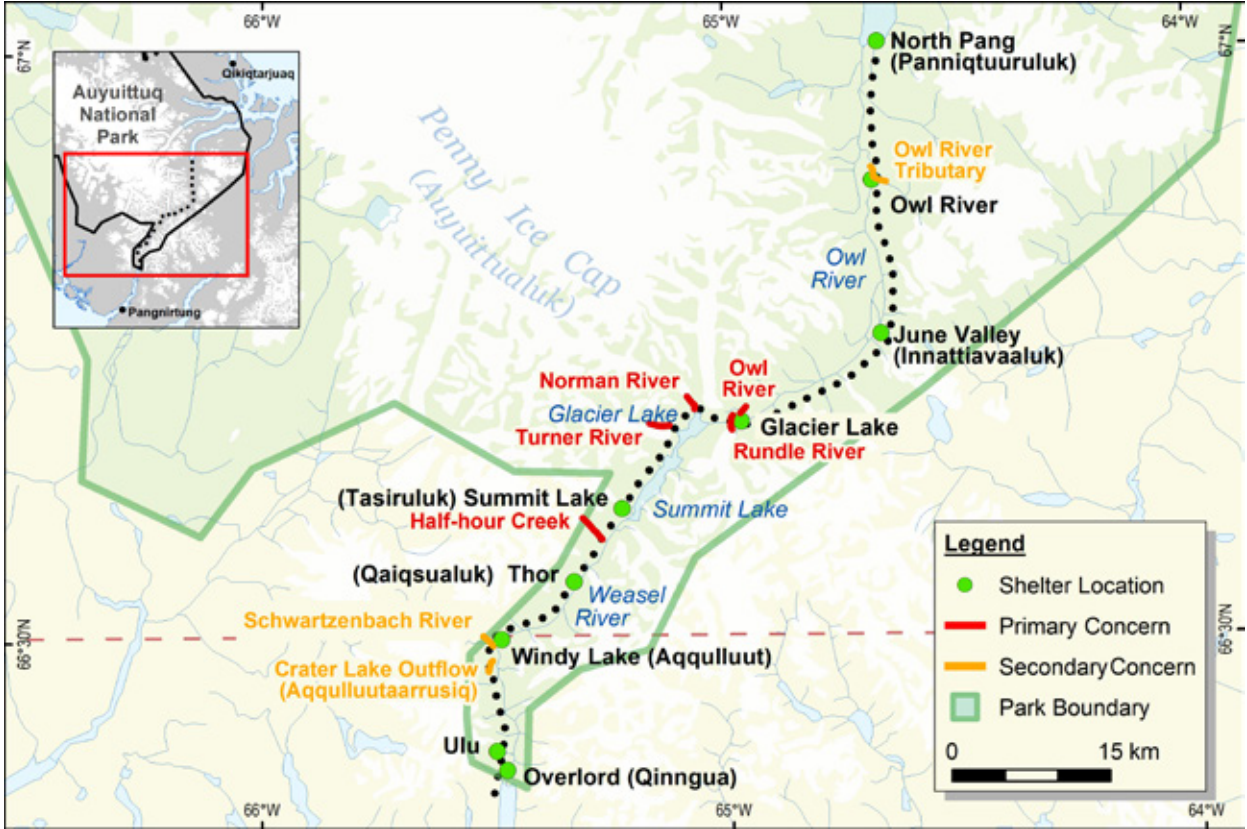 66°W
65°W
64°W
67°N
67°N
Qikiqtarjuaq
Auyuittuq
National
Park
Pangnirtung
North Pang
(Panniqtuuruluk)
Penny Ice Cap
(Auyuittualuk)
Owl River
Tributary
Owl River
Owl
River
June Valley
(Innattiavaaluk)
Norman River
Owl
River
Glacier Lake
Turner River
Glacier Lake
Rundle River
(Tasiruluk) Summit Lake
Summit Lake
Half-hour Creek
(Qaiqsualuk) Thor
Weasel
River
Schwartzenbach River
66°30'N
66°30'N
Windy Lake (Aqqulluut)
Crater Lake Outflow
(Aqqulluutaarrusiq)
Ulu
Overlord (Qinngua)
Legend
Shelter Location
Primary Concern
Secondary Concern
Park Boundary
0 15 km
66°W
65°W
64°W